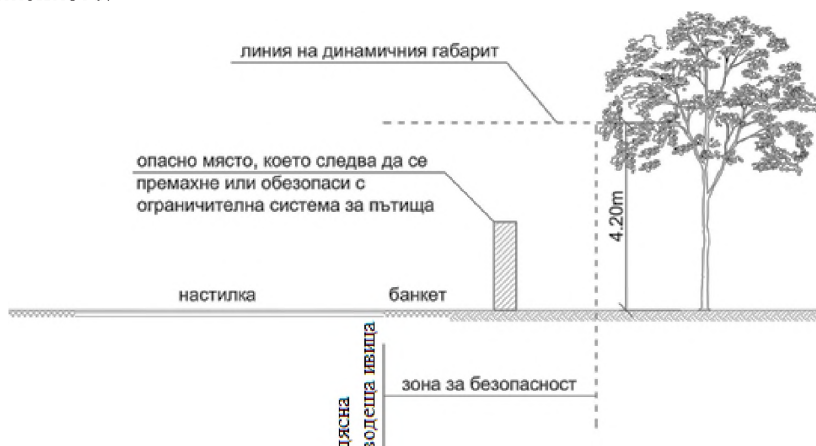 линия на динамичния габарит
опасно място, което следва да се
премахне или обезопаси с
ограничителна система за пътища
4.20m
настилка
банкет
зона за безопасност
дясна
водеща ивица